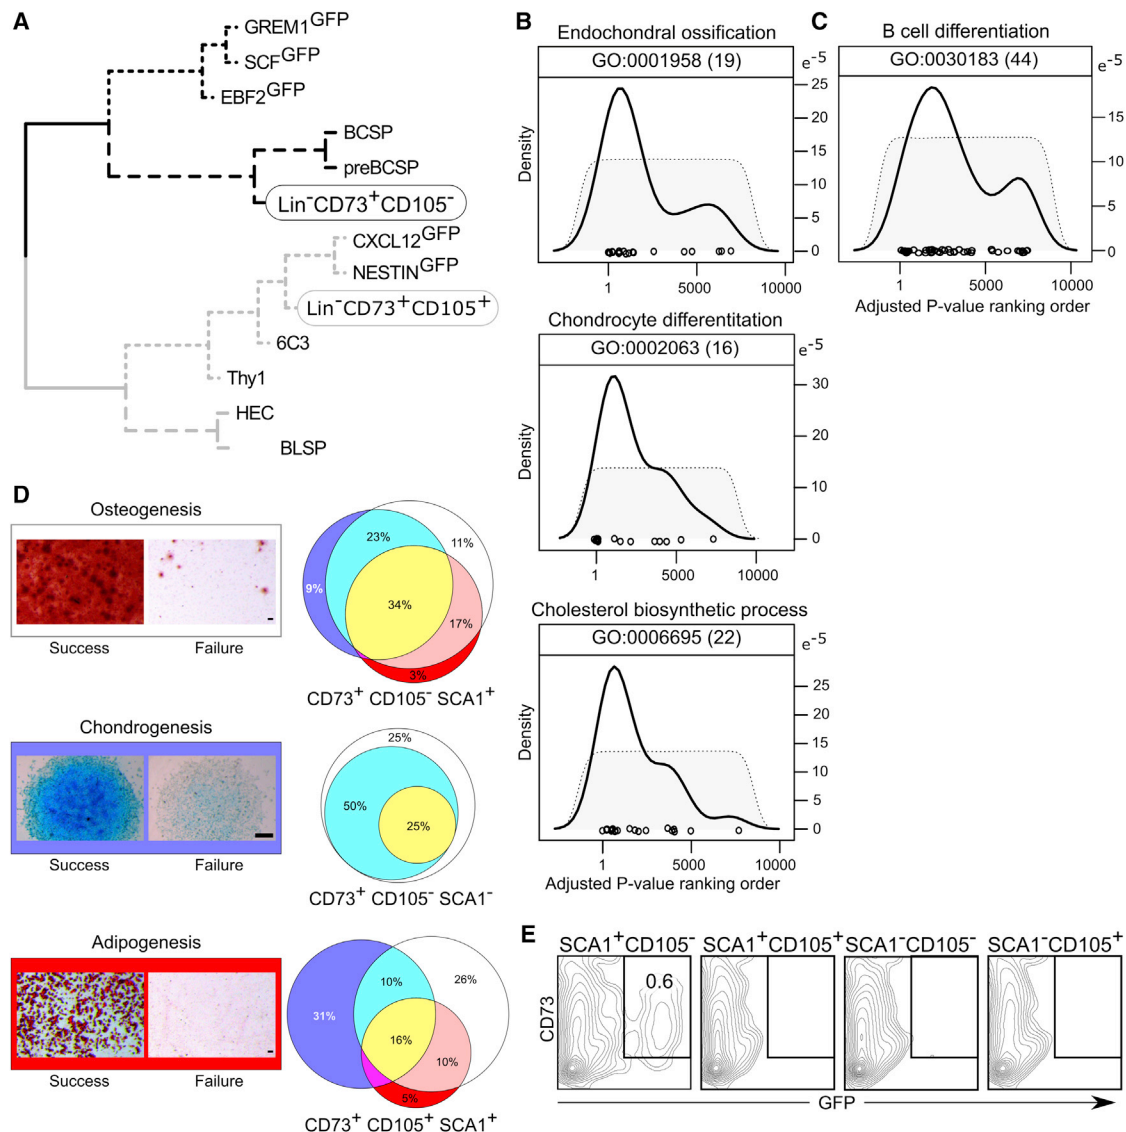 A
GREM1GFP
SCFGFP
EBF2GFP
BCSP
preBCSP
Lin-CD73+CD105-
CXCL12GFP
NESTINGFP
Lin-CD73+CD105+
6C3
Thy1
HEC
BLSP
B
Endochondral ossification
GO:0001958 (19)
e-5
Density
25
20
15
10
5
0
1 5000 10000
Chondrocyte differentitation
GO:0002063 (16)
e-5
Density
30
20
10
0
1 5000 10000
Cholesterol biosynthetic process
GO:0006695 (22)
e-5
Density
25
20
15
10
5
0
1 5000 10000
Adjusted P-value ranking order
C
B cell differentiation
GO:0030183 (44)
e-5
15
10
5
0
1 5000 10000
Adjusted P-value ranking order
D
Osteogenesis
Success Failure
23%
11%
9%
34%
17%
3%
CD73+ CD105- SCA1+
Chondrogenesis
Success Failure
25%
50%
25%
CD73+ CD105- SCA1-
Adipogenesis
Success Failure
10%
26%
31%
16%
10%
5%
CD73+ CD105+ SCA1+
E
SCA1+CD105- SCA1+CD105+ SCA1-CD105- SCA1-CD105+
0.6
CD73
GFP